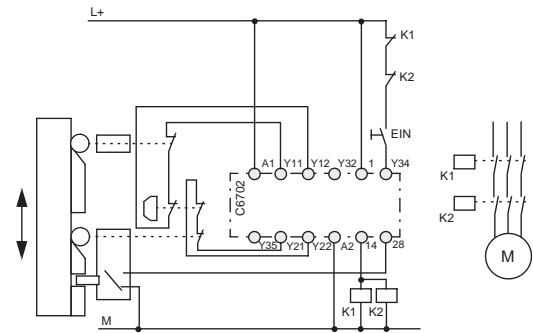 L+
K1
K2
EIN
A1 Y11 Y12 Y32 1 Y34
C6702
K1
K2
Y35 Y21 Y22 A2 14 28
M
K1 K2
M